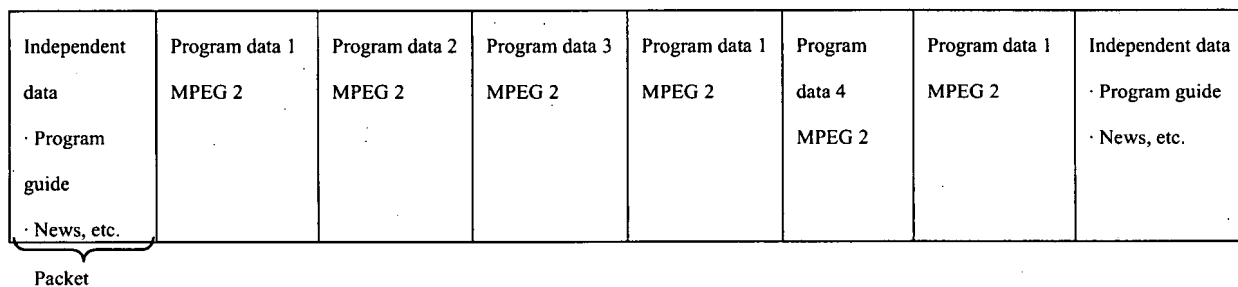 Independent
data
· Program
guide
· News, etc.
Program data 1
MPEG 2
Program data 2
MPEG 2
Program data 3
MPEG 2
Program data 1
MPEG 2
Program
data 4
MPEG 2
Program data 1
MPEG 2
Independent data
· Program guide
· News, etc.
Packet